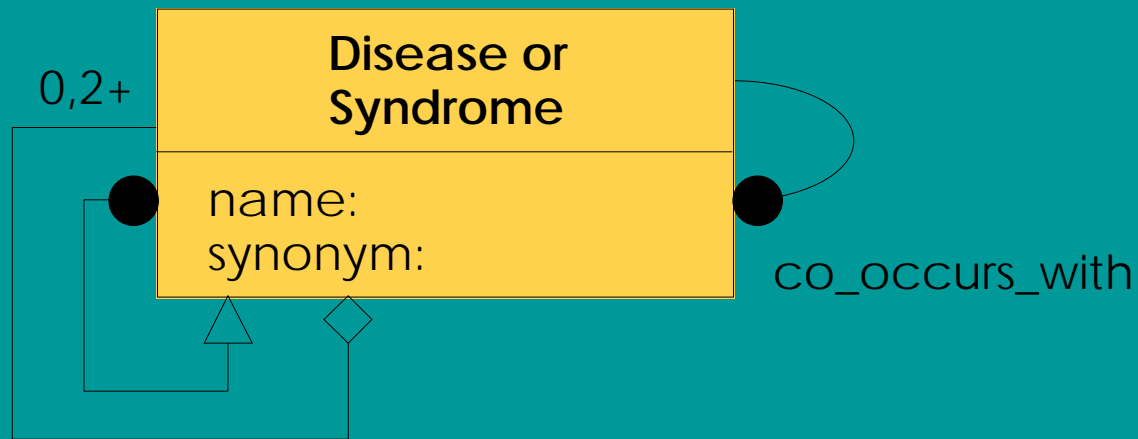 Disease or
Syndrome
0,2+
name:
synonym:
co_occurs_with